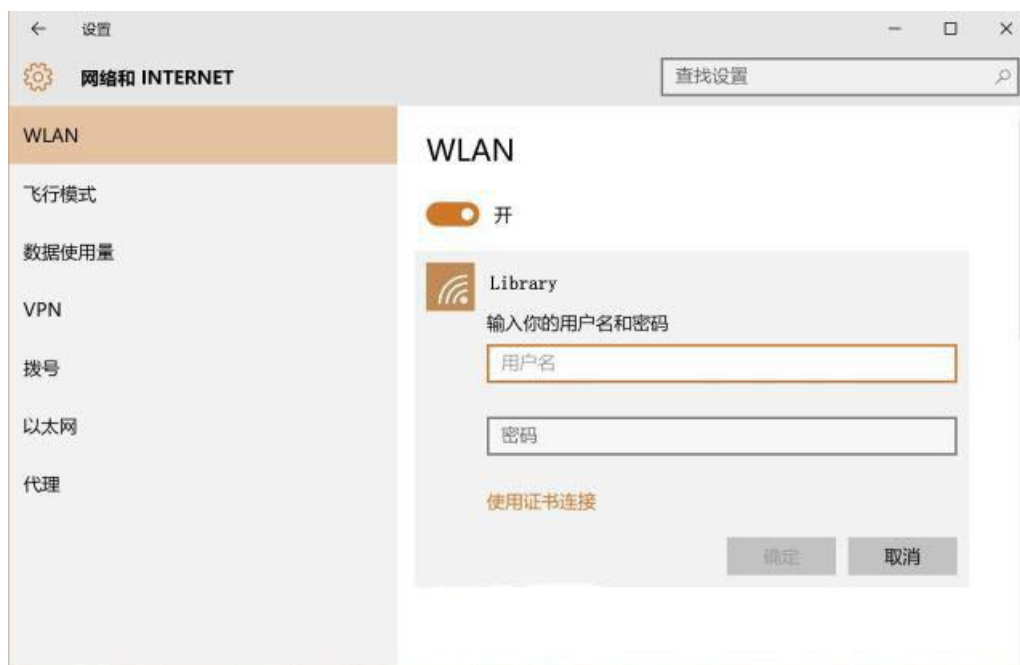 设置
网络和 INTERNET
查找设置
WLAN
飞行模式
数据使用量
VPN
拨号
以太网
代理
WLAN
开
Library
输入你的用户名和密码
用户名
密码
使用证书连接
确定
取消